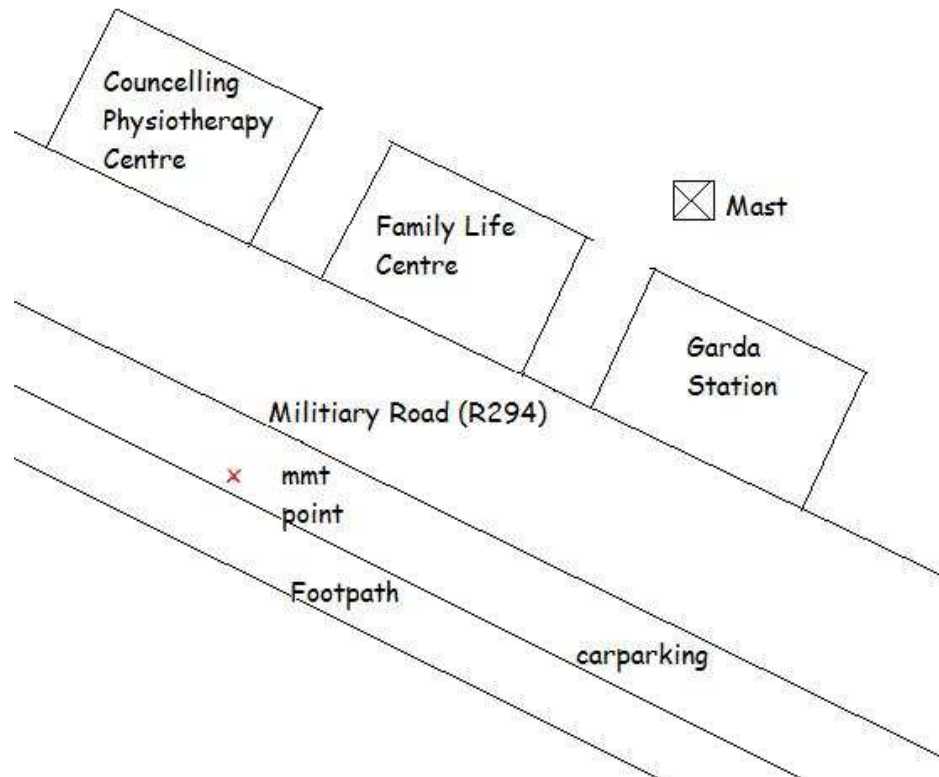 Councelling
Physiotherapy
Centre
Family Life
Centre
Mast
Garda
Station
Militiary Road (R294)
mmt
point
Footpath
carparking